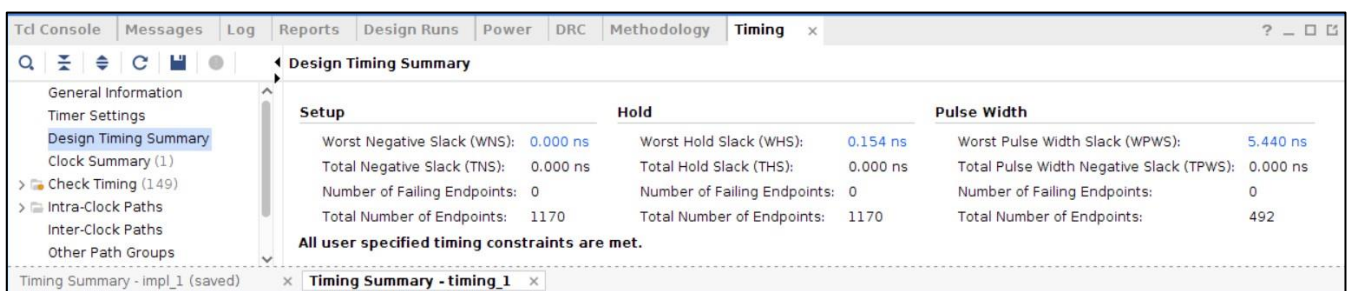 Tcl Console Messages Log Reports Design Runs Power DRC Methodology Timing × ? _
Design Timing Summary
General Information
Timer Settings
Design Timing Summary
Clock Summary (1)
Check Timing (149)
Intra-Clock Paths
Inter-Clock Paths
Other Path Groups
Setup
Worst Negative Slack (WNS): 0.000 ns
Total Negative Slack (TNS): 0.000 ns
Number of Failing Endpoints: 0
Total Number of Endpoints: 1170
Hold
Worst Hold Slack (WHS): 0.154 ns
Total Hold Slack (THS): 0.000 ns
Number of Failing Endpoints: 0
Total Number of Endpoints: 1170
Pulse Width
Worst Pulse Width Slack (WPWS): 5.440 ns
Total Pulse Width Negative Slack (TPWS): 0.000 ns
Number of Failing Endpoints: 0
Total Number of Endpoints: 492
All user specified timing constraints are met.
Timing Summary - impl_1 (saved) × Timing Summary - timing_1 ×